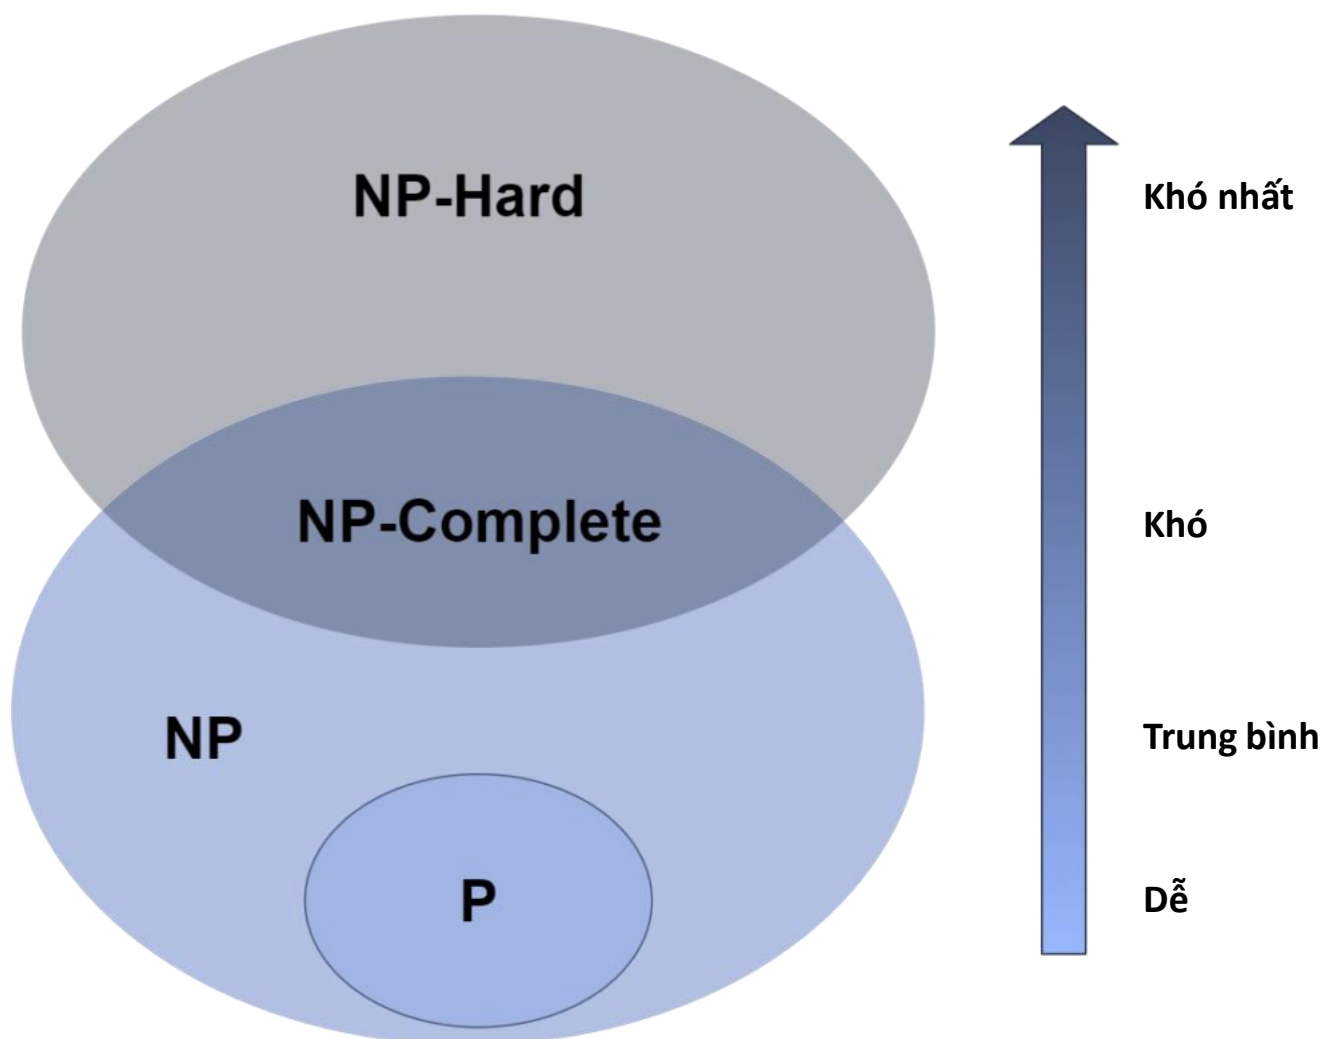 NP-Hard
Khó nhất
NP-Complete
Khó
NP
Trung bình
P
Dễ